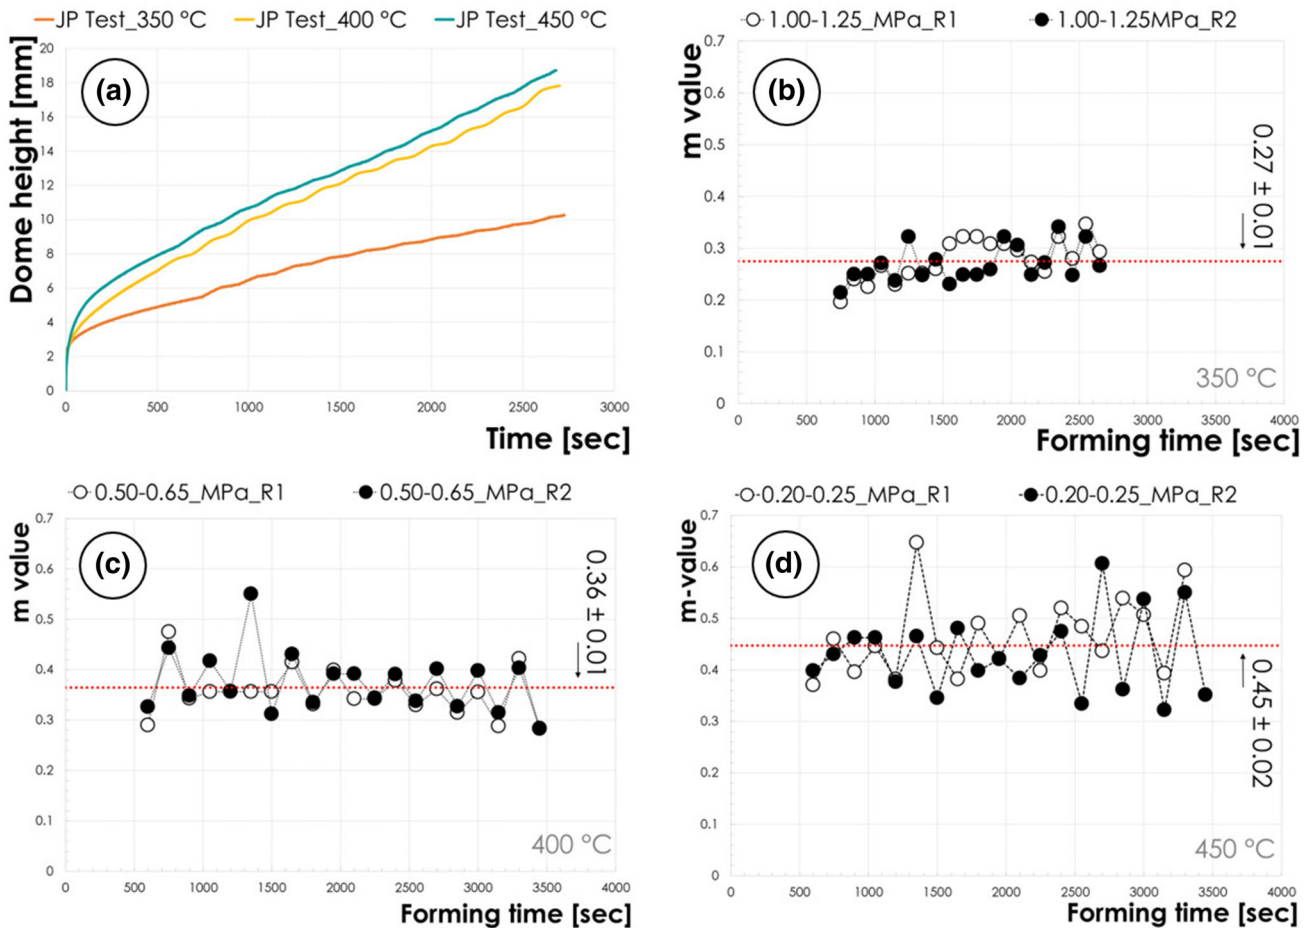 JP Test_350 °C JP Test_400 °C JP Test_450 °C
(a)
Dome height [mm]
20
18
16
14
12
10
8
6
4
2
0
0 500 1000 1500 2000 2500 3000
Time [sec]
1.00-1.25_MPa_R1 1.00-1.25MPa_R2
(b)
m value
0.7
0.6
0.5
0.4
0.3
0.2
0.1
0
0.27 ± 0.01
350 °C
0 500 1000 1500 2000 2500 3000 3500 4000
Forming time [sec]
0.50-0.65_MPa_R1 0.50-0.65_MPa_R2
(c)
m value
0.7
0.6
0.5
0.4
0.3
0.2
0.1
0
0.36 ± 0.01
400 °C
0 500 1000 1500 2000 2500 3000 3500 4000
Forming time [sec]
0.20-0.25_MPa_R1 0.20-0.25_MPa_R2
(d)
m-value
0.7
0.6
0.5
0.4
0.3
0.2
0.1
0
0.45 ± 0.02
450 °C
0 500 1000 1500 2000 2500 3000 3500 4000
Forming time [sec]